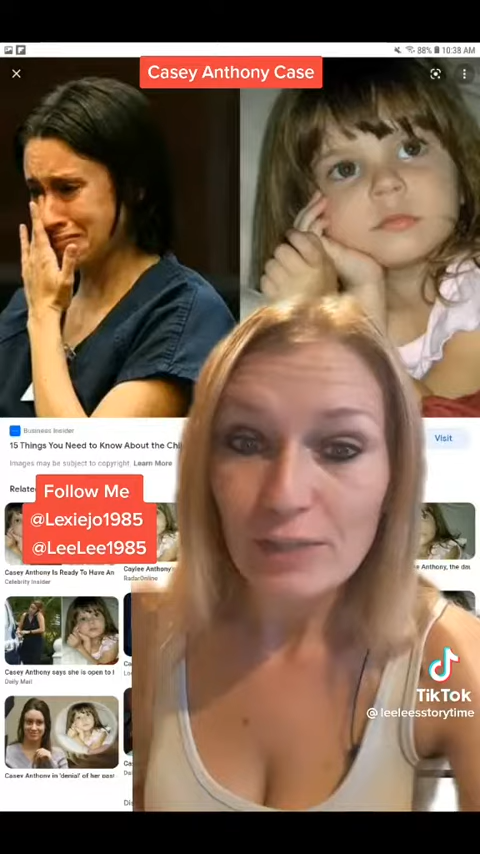 88% 10:38 AM
Casey Anthony Case
Business Insider
15 Things You Need to Know About the Chil
Visit
Images may be subject to copyright. Learn More
Relate
Follow Me
@Lexiejo1985
@LeeLee1985
Casey Anthony Is Ready To Have An
Celebrity Insider
Caylee Anthony
RadarOnline
e Anthony, the da
Casey Anthony says she is open to
Daily Mail
Casey Anthony in 'denial' of her past
TikTok
@leeleesstorytime